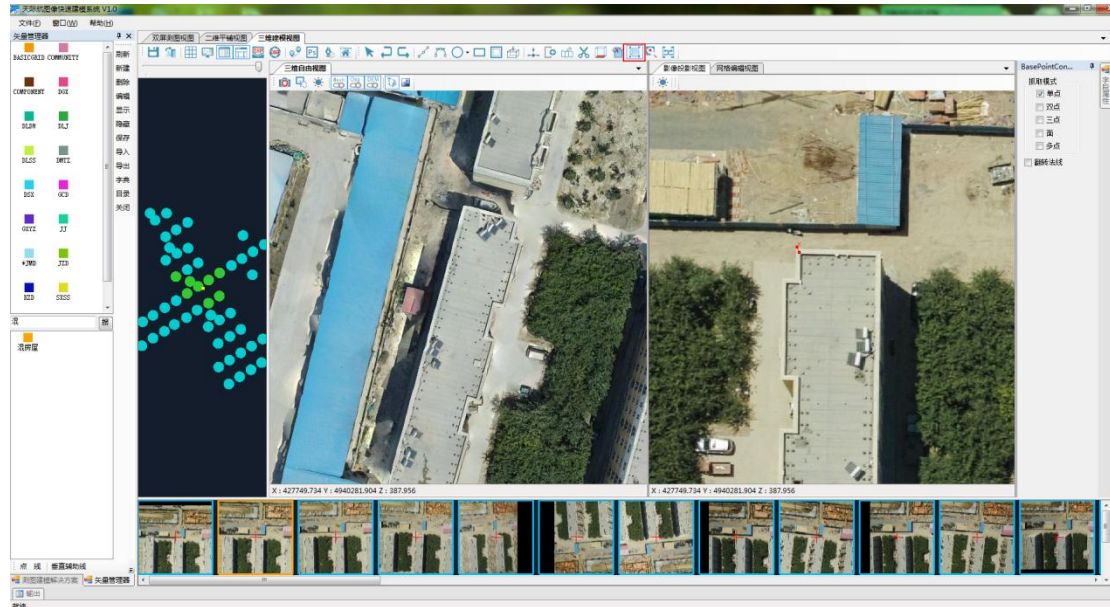 天际航图像快速建模系统 V1.0
文件(F) 窗口(W) 帮助(H)
矢量管理器
双屏测图视图 二维平铺视图 三维建模视图
BASICGRID COMMUNITY
COMPONENT DGX
DLDW DLJ
DLSS DMTZ
DSX GCD
GSYZ JJ
*JMD JZD
KZD SXSS
刷新
新建
删除
编辑
显示
隐藏
保存
导入
导出
字典
目录
关闭
混
混房屋
点 线 垂直辅助线
测图建模解决方案 矢量管理器
三维自由视图
X : 427749.734 Y : 4940281.904 Z : 387.956
影像投影视图 网格编辑视图
X : 427749.734 Y : 4940281.904 Z : 387.956
BasePointCon...
抓取模式
单点
双点
三点
面
多点
翻转法线
输出
就绪